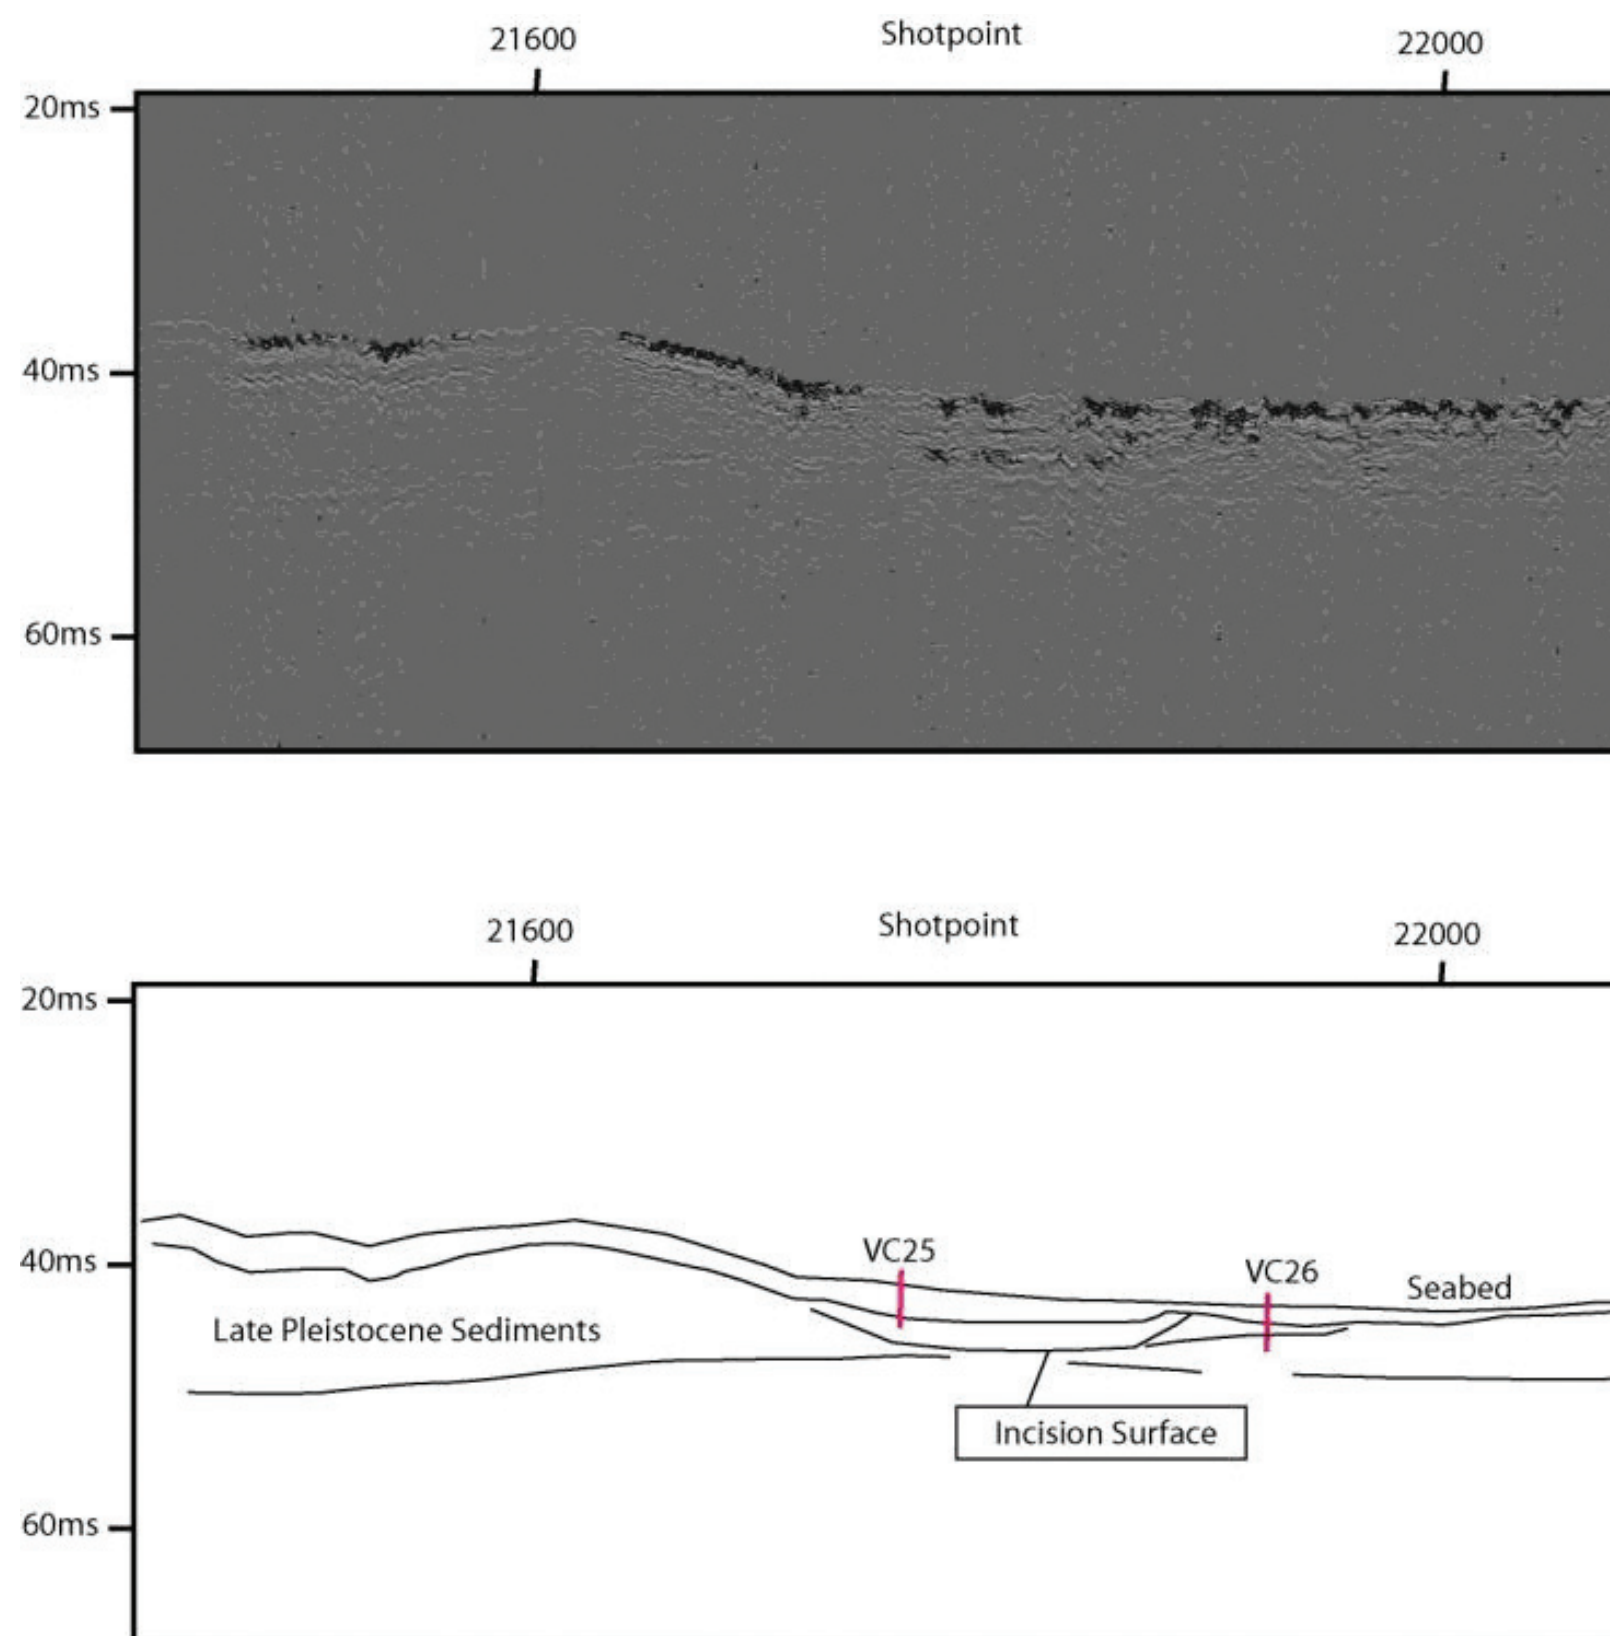 21600 Shotpoint 22000
20ms
40ms
60ms
21600 Shotpoint 22000
20ms
40ms
VC25
VC26
Seabed
Late Pleistocene Sediments
Incision Surface
60ms